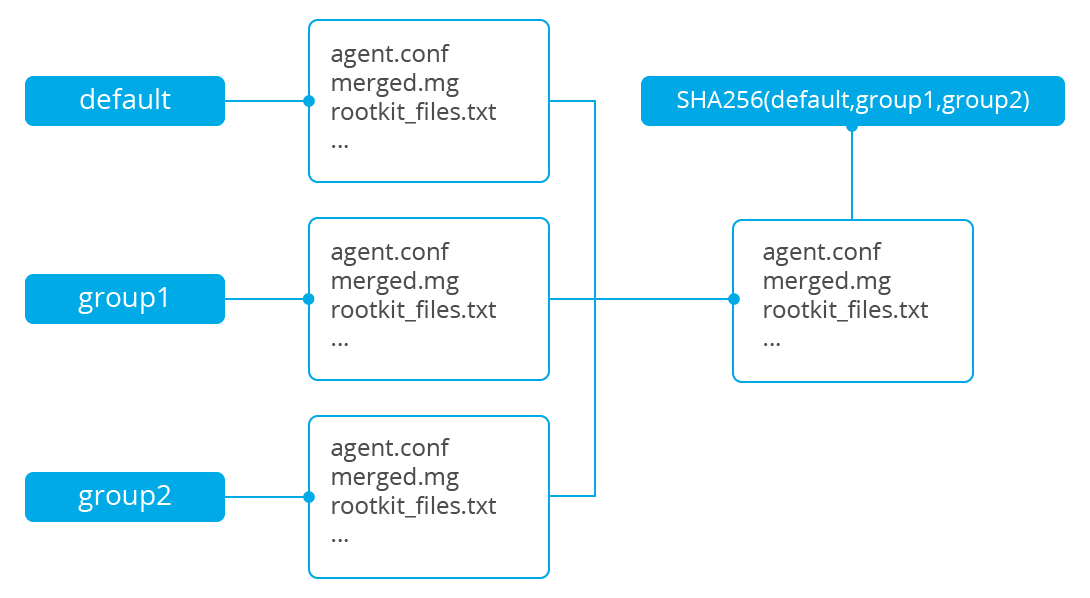 default
agent.conf
merged.mg
rootkit_files.txt
...
group1
agent.conf
merged.mg
rootkit_files.txt
...
group2
agent.conf
merged.mg
rootkit_files.txt
...
SHA256(default,group1,group2)
agent.conf
merged.mg
rootkit_files.txt
...